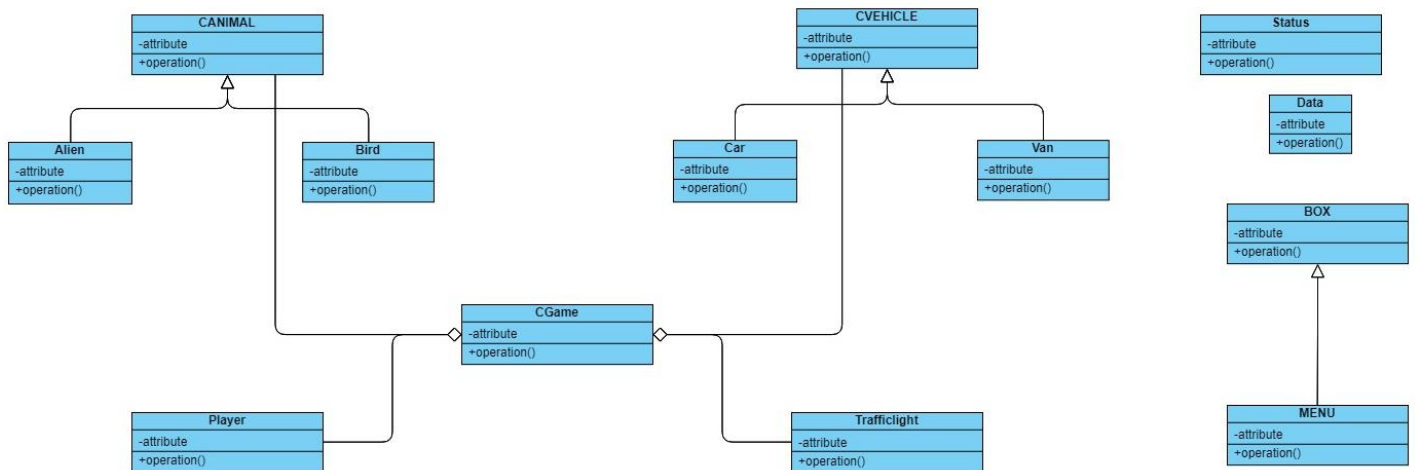 CANIMAL
-attribute
+operation()
CVEHICLE
-attribute
+operation()
Status
-attribute
+operation()
Data
-attribute
+operation()
Alien
-attribute
+operation()
Bird
-attribute
+operation()
Car
-attribute
+operation()
Van
-attribute
+operation()
BOX
-attribute
+operation()
CGame
-attribute
+operation()
Player
-attribute
+operation()
Trafficlight
-attribute
+operation()
MENU
-attribute
+operation()